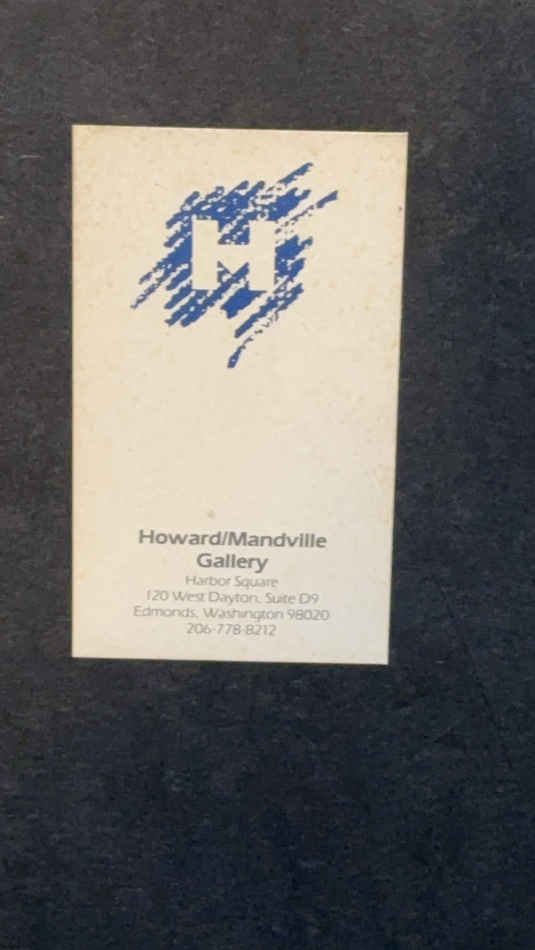 H
Howard/Mandville
Gallery
Harbor Square
120 West Dayton, Suite D9
Edmonds, Washington 98020
206-778-8212